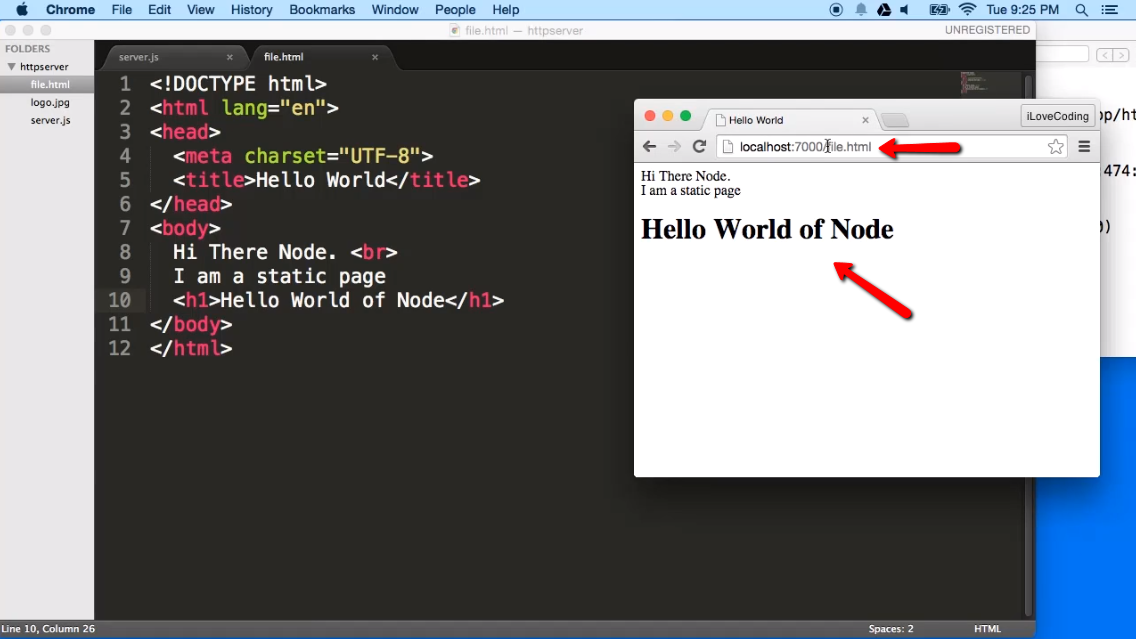 Chrome File Edit View History Bookmarks Window People Help Tue 9:25 PM
file.html — httpserver UNREGISTERED
FOLDERS
httpserver
file.html
logo.jpg
server.js
server.js × file.html ×
1 <!DOCTYPE html>
2 <html lang="en">
3 <head>
4 <meta charset="UTF-8">
5 <title>Hello World</title>
6 </head>
7 <body>
8 Hi There Node. <br>
9 I am a static page
10 <h1>Hello World of Node</h1>
11 </body>
12 </html>
Hello World × iLoveCoding
localhost:7000/file.html
Hi There Node.
I am a static page
Hello World of Node
op/ht
474:
0)
Line 10, Column 26 Spaces: 2 HTML